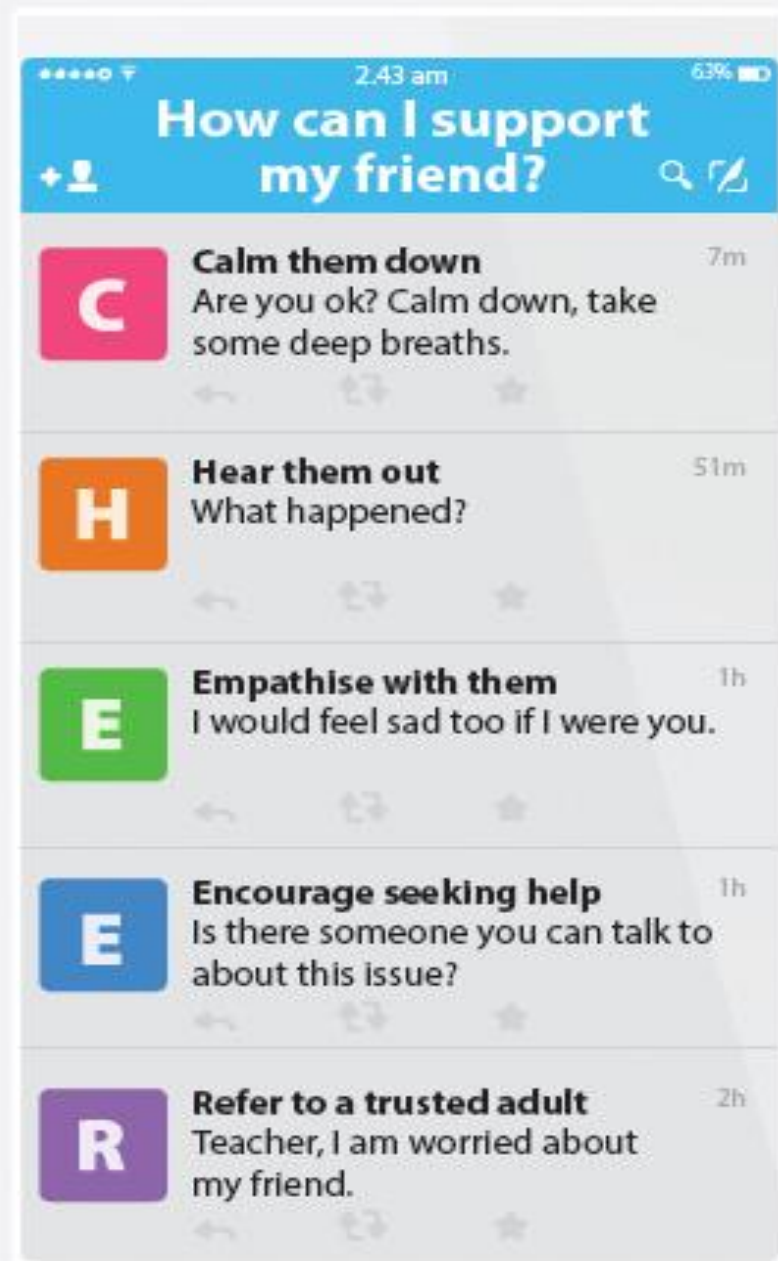 2.43 am
63%
How can I support
my friend?
C
Calm them down
7m
Are you ok? Calm down, take
some deep breaths.
H
Hear them out
51m
What happened?
E
Empathise with them
1h
I would feel sad too if I were you.
E
Encourage seeking help
1h
Is there someone you can talk to
about this issue?
R
Refer to a trusted adult
2h
Teacher, I am worried about
my friend.